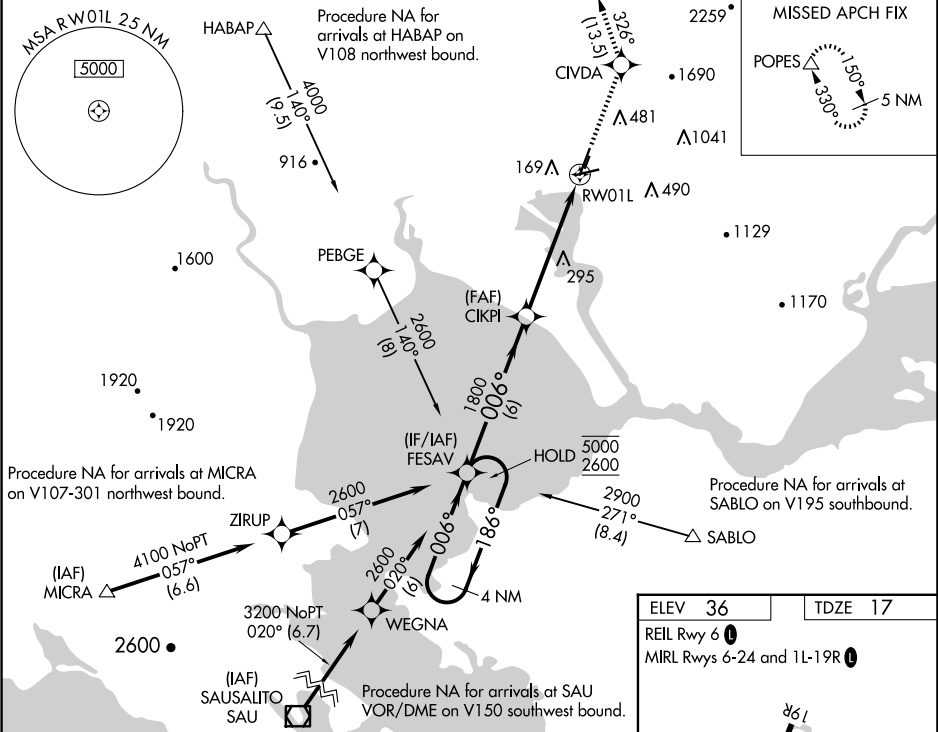 MSA RW01L 25 NM
5000
HABAP
4000
140°
(9.5)
Procedure NA for
arrivals at HABAP on
V108 northwest bound.
326°
(13.5)
CIVDA
2259
1690
481
1041
MISSED APCH FIX
POPES
150°
330°
5 NM
916
169
RW01L
490
1129
1600
PEBGE
295
1170
(FAF)
CIKPI
2600
140°
(8)
1920
1920
1800
006°
(6)
(IF/IAF)
FESAV
HOLD
5000
2600
Procedure NA for arrivals at MICRA
on V107-301 northwest bound.
Procedure NA for arrivals at
SABLO on V195 southbound.
2900
271°
(8.4)
SABLO
2600
057°
(7)
ZIRUP
4100 NoPT
057°
(6.6)
(IAF)
MICRA
006°
186°
4 NM
2600
020°
(6)
WEGNA
3200 NoPT
020° (6.7)
2600
(IAF)
SAUSALITO
SAU
Procedure NA for arrivals at SAU
VOR/DME on V150 southwest bound.
ELEV 36
TDZE 17
REIL Rwy 6 L
MIRL Rwys 6-24 and 1L-19R L
19R